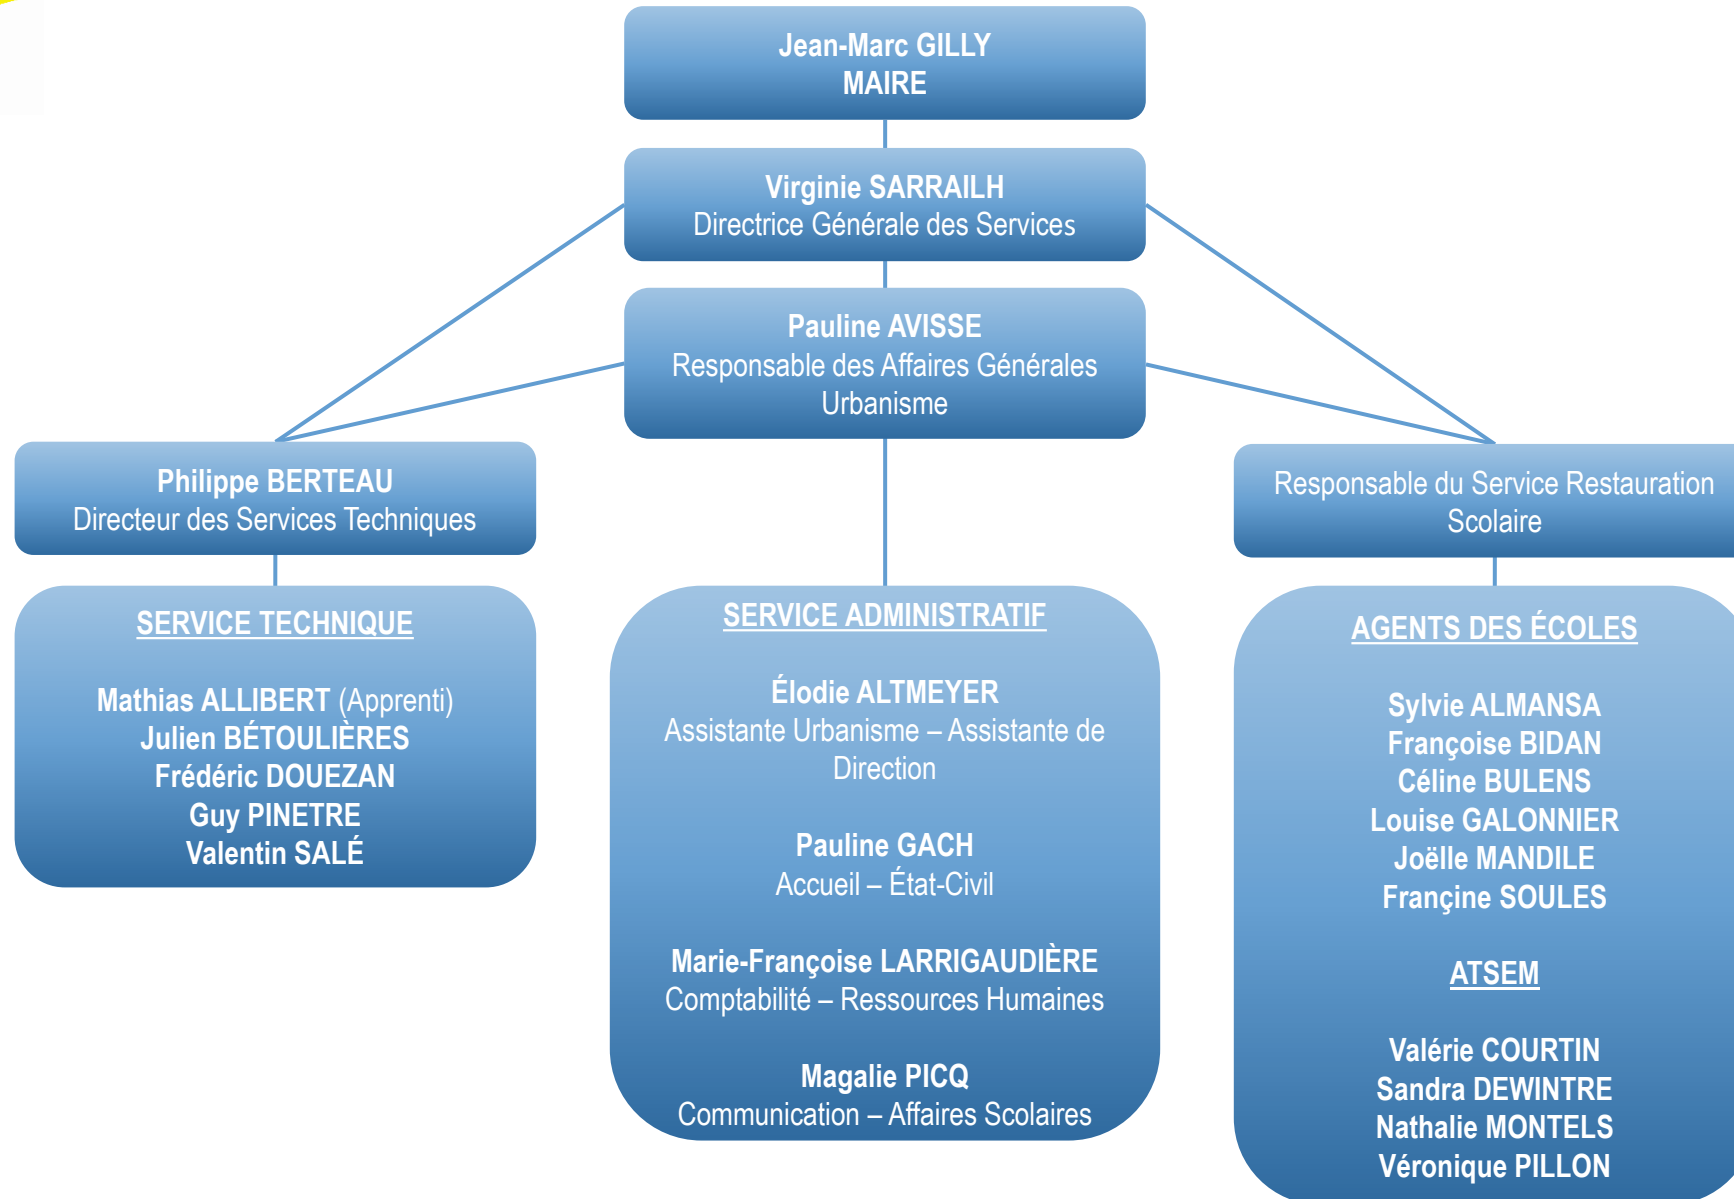 Jean-Marc GILLY
MAIRE
Virginie SARRAILH
Directrice Générale des Services
Pauline AVISSE
Responsable des Affaires Générales
Urbanisme
Philippe BERTEAU
Directeur des Services Techniques
Responsable du Service Restauration
Scolaire
SERVICE TECHNIQUE
Mathias ALLIBERT (Apprenti)
Julien BÉTOULIÈRES
Frédéric DOUEZAN
Guy PINETRE
Valentin SALÉ
SERVICE ADMINISTRATIF
Élodie ALTMEYER
Assistante Urbanisme – Assistante de
Direction
Pauline GACH
Accueil – État-Civil
Marie-Françoise LARRIGAUDIÈRE
Comptabilité – Ressources Humaines
Magalie PICQ
Communication – Affaires Scolaires
AGENTS DES ÉCOLES
Sylvie ALMANSA
Françoise BIDAN
Céline BULENS
Louise GALONNIER
Joëlle MANDILE
Françine SOULES
ATSEM
Valérie COURTIN
Sandra DEWINTRE
Nathalie MONTELS
Véronique PILLON